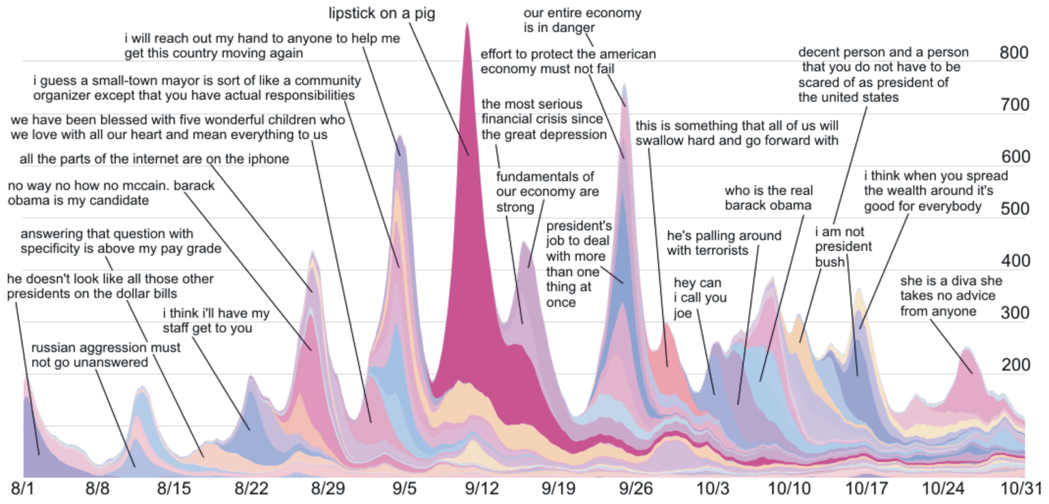 lipstick on a pig
our entire economy
is in danger
i will reach out my hand to anyone to help me
get this country moving again
effort to protect the american
economy must not fail
decent person and a person
that you do not have to be
scared of as president of
the united states
i guess a small-town mayor is sort of like a community
organizer except that you have actual responsibilities
the most serious
financial crisis since
the great depression
we have been blessed with five wonderful children who
we love with all our heart and mean everything to us
this is something that all of us will
swallow hard and go forward with
all the parts of the internet are on the iphone
fundamentals of
our economy are
strong
i think when you spread
the wealth around it's
good for everybody
no way no how no mccain. barack
obama is my candidate
who is the real
barack obama
president's
job to deal
with more
than one
thing at
once
answering that question with
specificity is above my pay grade
he's palling around
with terrorists
i am not
president
bush
he doesn't look like all those other
presidents on the dollar bills
hey can
i call you
joe
she is a diva she
takes no advice
from anyone
i think i'll have my
staff get to you
russian aggression must
not go unanswered
800
700
600
500
400
300
200
8/1
8/8
8/15
8/22
8/29
9/5
9/12
9/19
9/26
10/3
10/10
10/17
10/24
10/31